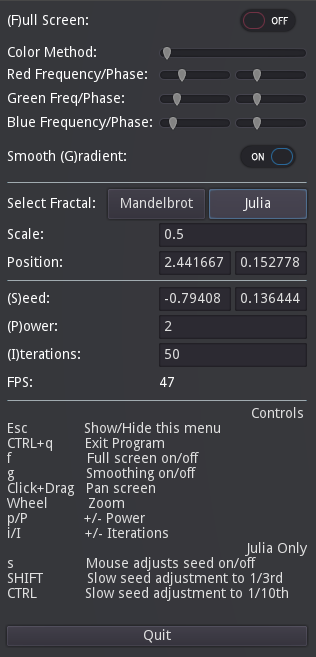 (F)ull Screen: OFF
Color Method:
Red Frequency/Phase:
Green Freq/Phase:
Blue Frequency/Phase:
Smooth (G)radient: ON
Select Fractal: Mandelbrot Julia
Scale: 0.5
Position: 2.441667 0.152778
(S)eed: -0.79408 0.136444
(P)ower: 2
(I)terations: 50
FPS: 47
Controls
Esc Show/Hide this menu
CTRL+q Exit Program
f Full screen on/off
g Smoothing on/off
Click+Drag Pan screen
Wheel Zoom
p/P +/- Power
i/I +/- Iterations
Julia Only
s Mouse adjusts seed on/off
SHIFT Slow seed adjustment to 1/3rd
CTRL Slow seed adjustment to 1/10th
Quit